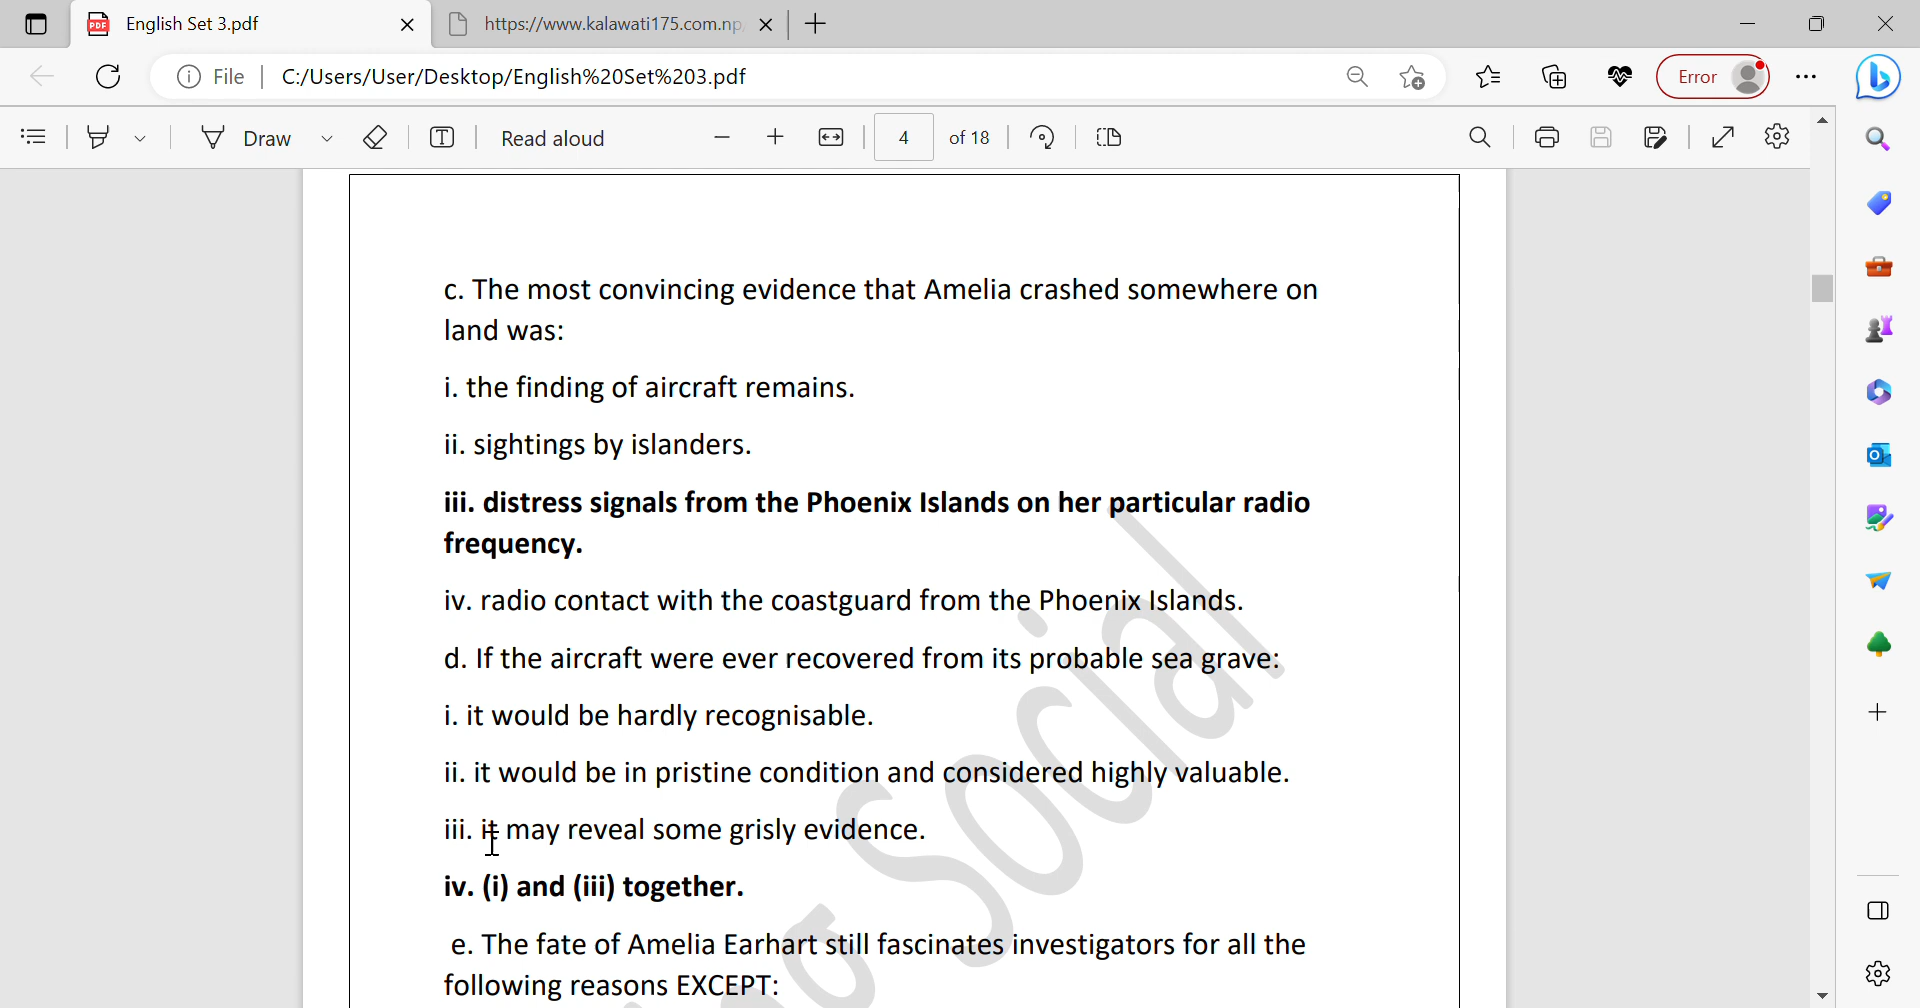 English Set 3.pdf
https://www.kalawati175.com.np/
File
C:/Users/User/Desktop/English%20Set%203.pdf
Error
Draw
Read aloud
4
of 18
c. The most convincing evidence that Amelia crashed somewhere on
land was:
i. the finding of aircraft remains.
ii. sightings by islanders.
iii. distress signals from the Phoenix Islands on her particular radio
frequency.
iv. radio contact with the coastguard from the Phoenix Islands.
d. If the aircraft were ever recovered from its probable sea grave:
i. it would be hardly recognisable.
ii. it would be in pristine condition and considered highly valuable.
iii. it may reveal some grisly evidence.
iv. (i) and (iii) together.
e. The fate of Amelia Earhart still fascinates investigators for all the
following reasons EXCEPT:
Social